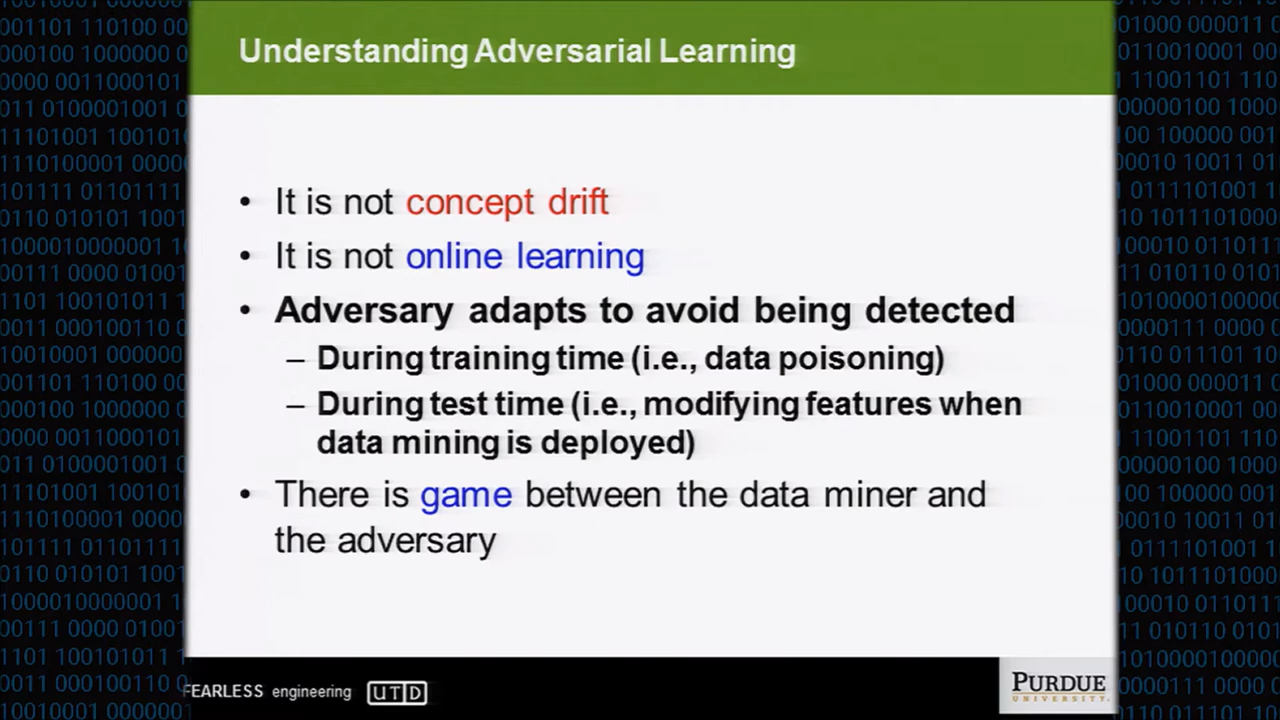 Understanding Adversarial Learning
• It is not concept drift
• It is not online learning
• Adversary adapts to avoid being detected
– During training time (i.e., data poisoning)
– During test time (i.e., modifying features when
data mining is deployed)
• There is game between the data miner and
the adversary
FEARLESS engineering UTD
PURDUE
UNIVERSITY